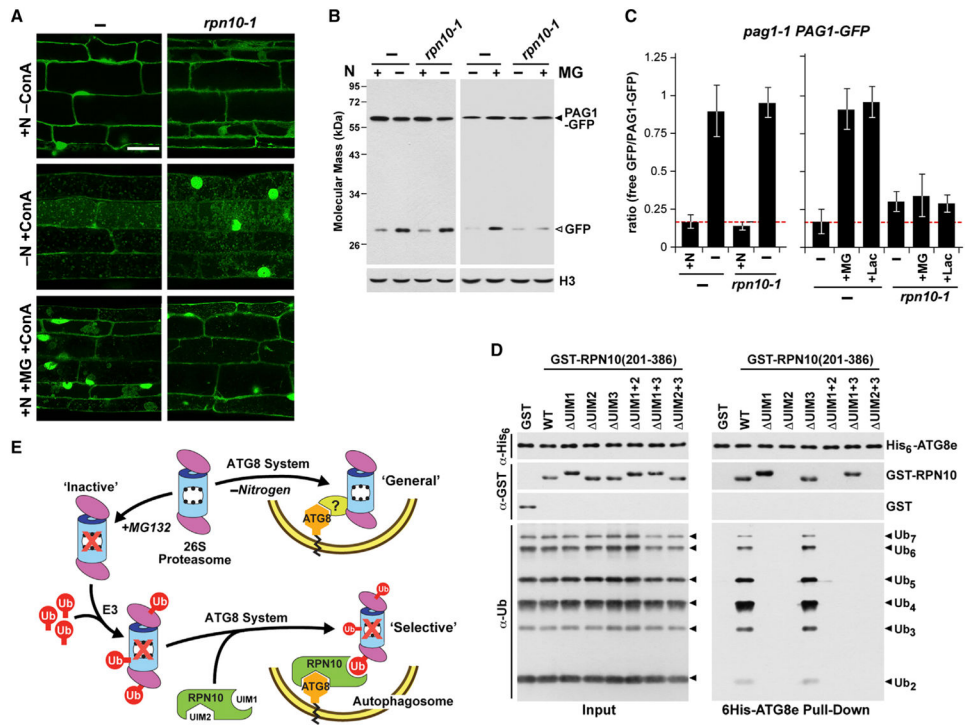 A
–
rpn10-1
+N –ConA
–N +ConA
+N +MG +ConA
B
–
rpn10-1
–
rpn10-1
N
+
–
+
–
–
+
–
+
MG
Molecular Mass (kDa)
95
72
55
43
34
26
PAG1
-GFP
GFP
H3
C
pag1-1 PAG1-GFP
ratio (free GFP/PAG1-GFP)
1
0.75
0.5
0.25
0
+N
–
+N
–
–
rpn10-1
–
+MG
+Lac
–
+MG
+Lac
–
rpn10-1
D
GST-RPN10(201-386)
GST
WT
ΔUIM1
ΔUIM2
ΔUIM3
ΔUIM1+2
ΔUIM1+3
ΔUIM2+3
GST-RPN10(201-386)
GST
WT
ΔUIM1
ΔUIM2
ΔUIM3
ΔUIM1+2
ΔUIM1+3
ΔUIM2+3
α-His6
α-GST
α-Ub
His6-ATG8e
GST-RPN10
GST
Ub7
Ub6
Ub5
Ub4
Ub3
Ub2
Input
6His-ATG8e Pull-Down
E
'Inactive'
+MG132
26S
Proteasome
ATG8 System
–Nitrogen
?
ATG8
'General'
Ub
Ub
Ub
Ub
E3
Ub
Ub
Ub
ATG8 System
RPN10
UIM1
UIM2
Ub
Ub
'Selective'
RPN10
Ub
ATG8
Autophagosome